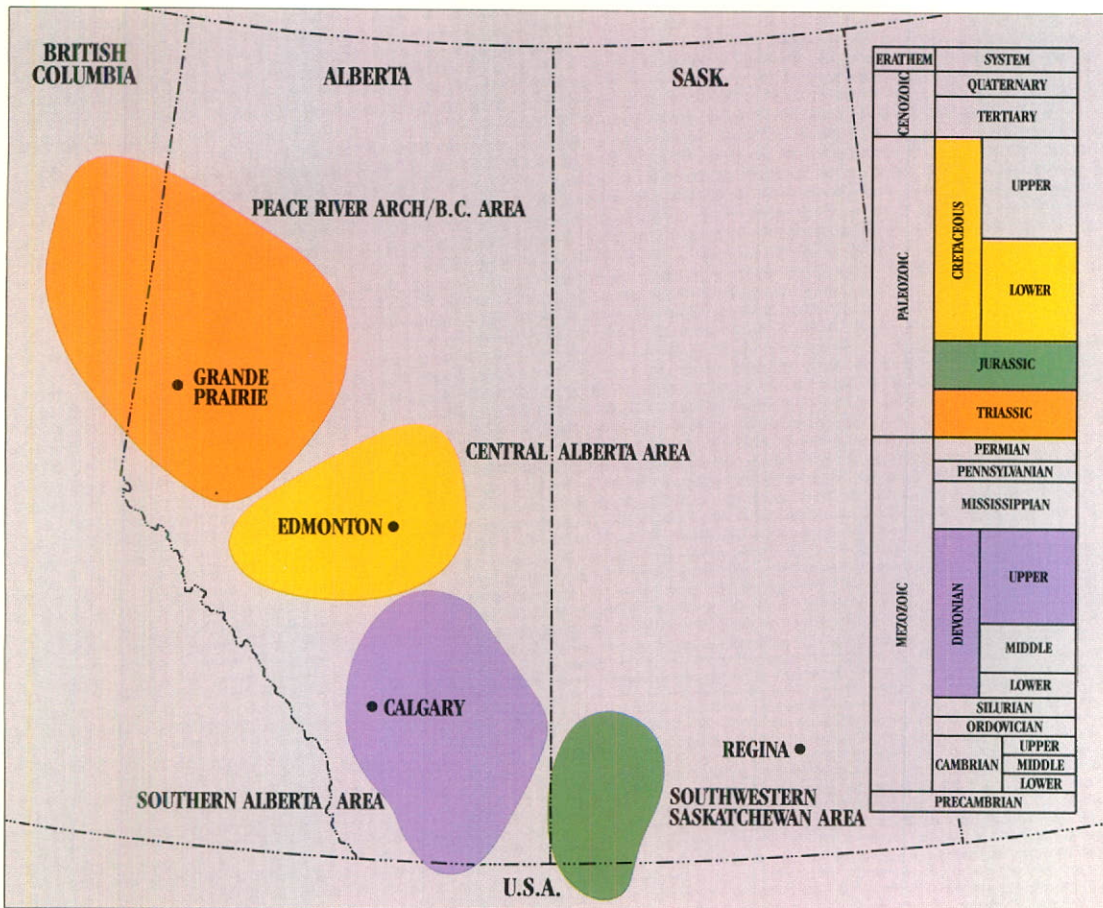 BRITISH
COLUMBIA
ALBERTA
SASK.
PEACE RIVER ARCH/B.C. AREA
GRANDE
PRAIRIE
CENTRAL ALBERTA AREA
EDMONTON
CALGARY
REGINA
SOUTHERN ALBERTA AREA
SOUTHWESTERN
SASKATCHEWAN AREA
U.S.A.
ERATHEM
SYSTEM
CENOZOIC
QUATERNARY
TERTIARY
PALEOZOIC
CRETACEOUS
UPPER
LOWER
JURASSIC
TRIASSIC
MEZOZOIC
PERMIAN
PENNSYLVANIAN
MISSISSIPPIAN
DEVONIAN
UPPER
MIDDLE
LOWER
SILURIAN
ORDOVICIAN
CAMBRIAN
UPPER
MIDDLE
LOWER
PRECAMBRIAN